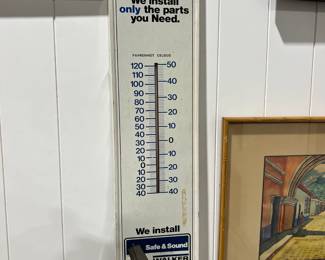 We install
only the parts
you Need.
FAHRENHEIT CELSIUS
120 50
110
100 40
90 30
80
70 20
60
50 10
40
30 0
20
10 10
0
10 20
20 30
30
40 40
We install
Safe & Sound
WALKER